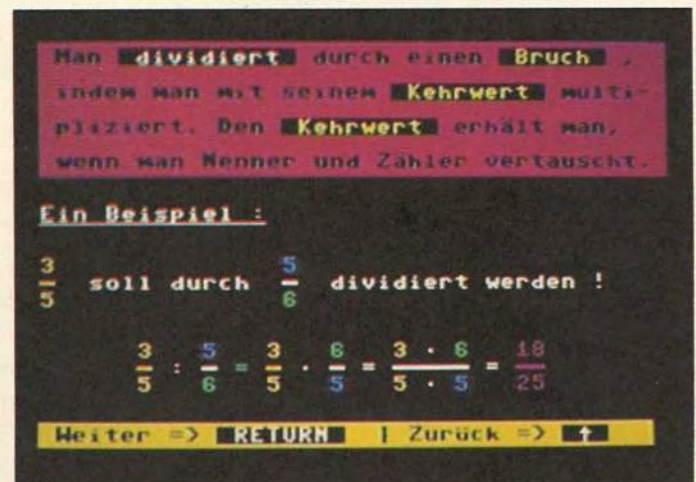 Man dividiert durch einen Bruch ,
indem man mit seinem Kehrwert multi-
pliziert. Den Kehrwert erhält man,
wenn man Nenner und Zähler vertauscht.
Ein Beispiel :
3/5 soll durch 5/6 dividiert werden !
3/5 : 5/6 = 3/5 · 6/5 = 3 · 6/5 · 5 = 18/25
Weiter => RETURN | Zurück => ↑